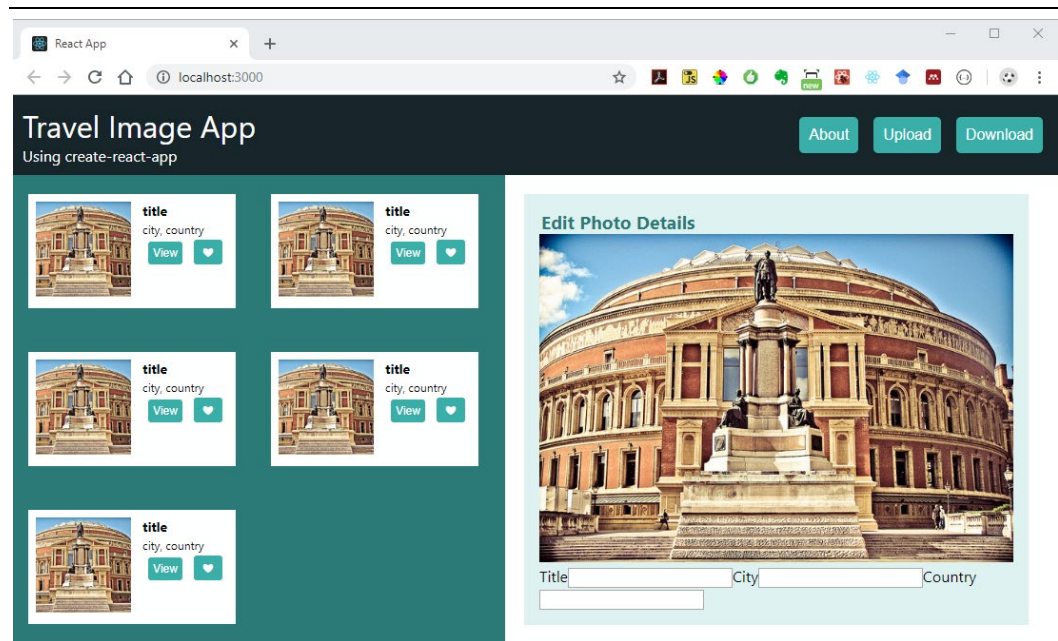 React App
localhost:3000
JS
new
Travel Image App
Using create-react-app
About
Upload
Download
title
city, country
View
title
city, country
View
title
city, country
View
title
city, country
View
title
city, country
View
Edit Photo Details
Title
City
Country